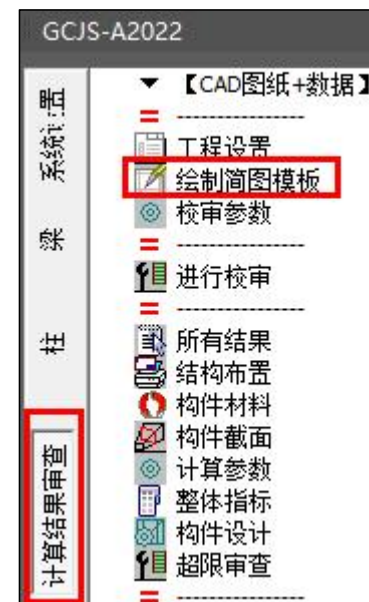 GCJS-A2022
系统设置
梁
柱
计算结果审查
【CAD图纸+数据】
工程设置
绘制简图模板
校审参数
进行校审
所有结果
结构布置
构件材料
构件截面
计算参数
整体指标
构件设计
超限审查